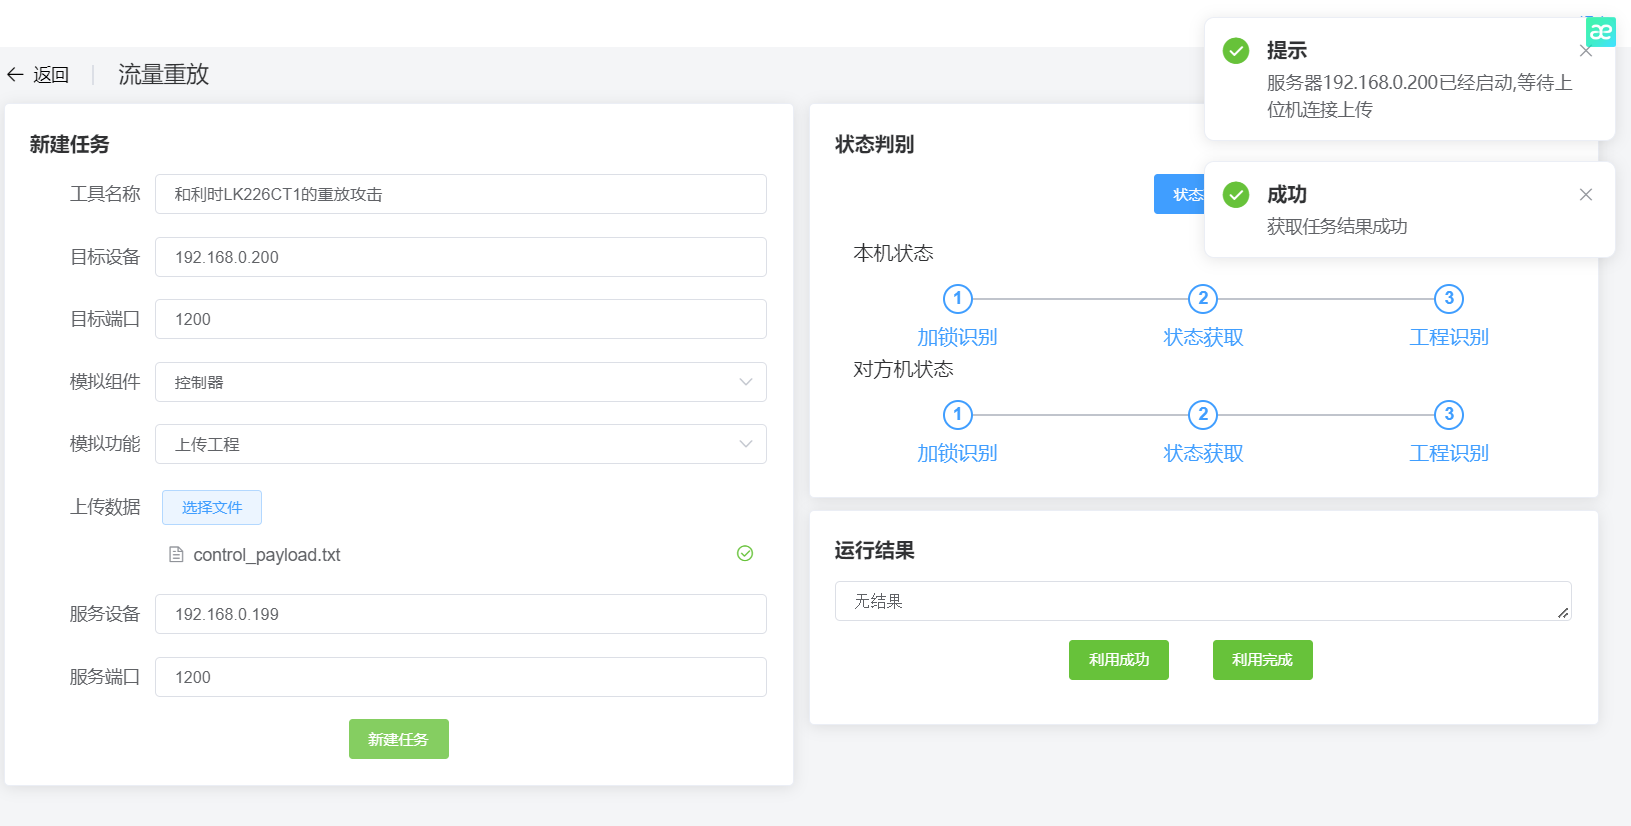 返回
流量重放
新建任务
工具名称
和利时LK226CT1的重放攻击
目标设备
192.168.0.200
目标端口
1200
模拟组件
控制器
模拟功能
上传工程
上传数据
选择文件
control_payload.txt
服务设备
192.168.0.199
服务端口
1200
新建任务
状态判别
状态
本机状态
1
2
3
加锁识别
状态获取
工程识别
对方机状态
1
2
3
加锁识别
状态获取
工程识别
运行结果
无结果
利用成功
利用完成
æ
提示
服务器192.168.0.200已经启动,等待上
位机连接上传
成功
获取任务结果成功